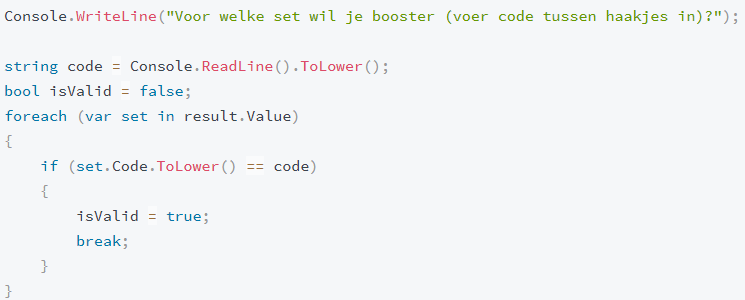 Console.WriteLine("Voor welke set wil je booster (voer code tussen haakjes in)?");
string code = Console.ReadLine().ToLower();
bool isValid = false;
foreach (var set in result.Value)
{
    if (set.Code.ToLower() == code)
    {
        isValid = true;
        break;
    }
}